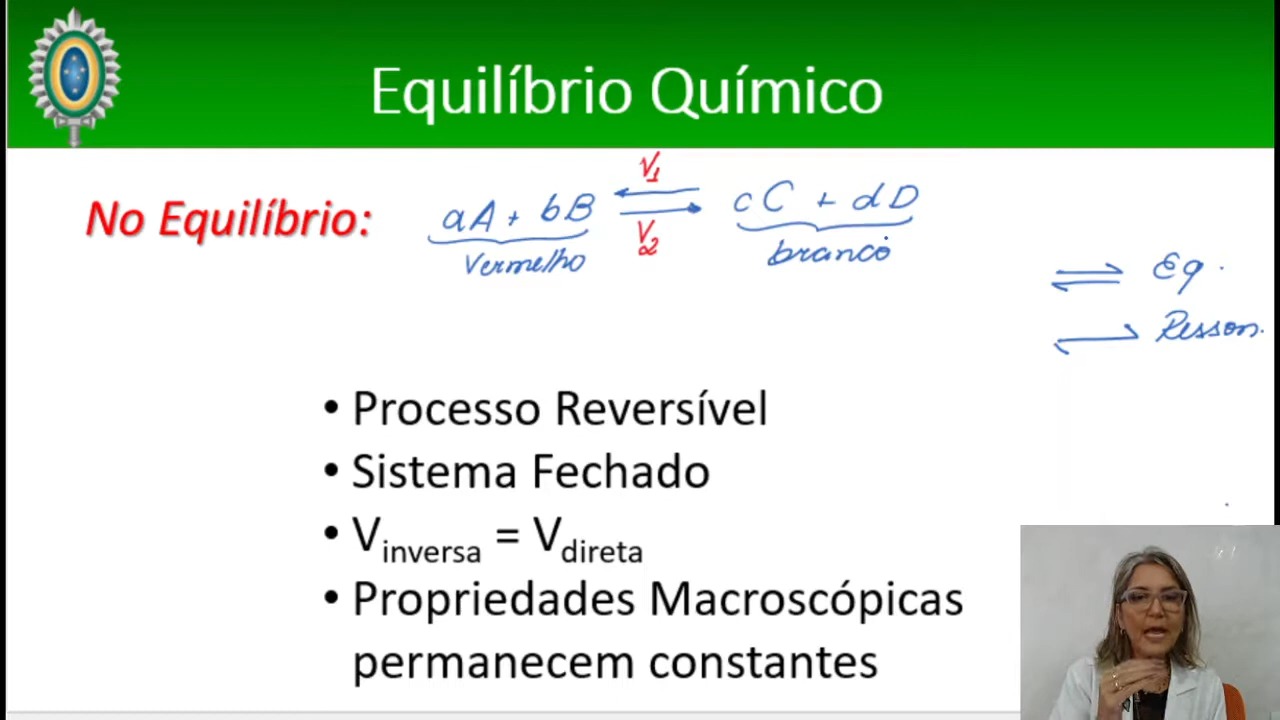 Equilíbrio Químico
No Equilíbrio:
V1
aA + bB ⇄ cC + dD
V2
Vermelho
branco
⇌ Eq.
Resson.
• Processo Reversível
• Sistema Fechado
• Vinversa = Vdireta
• Propriedades Macroscópicas
permanecem constantes